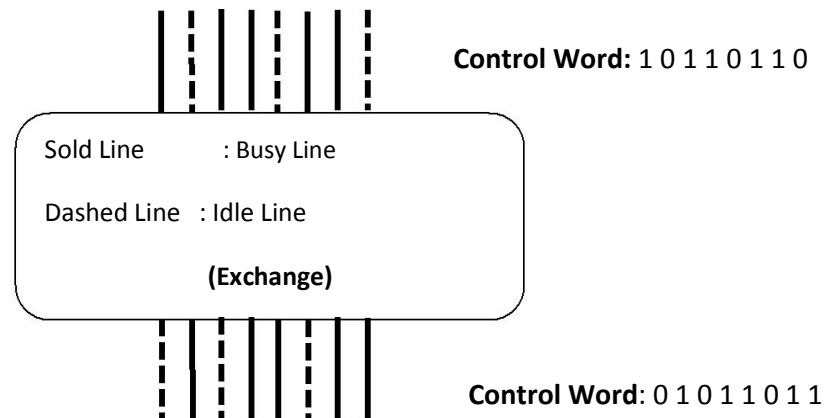 Control Word: 1 0 1 1 0 1 1 0
Sold Line : Busy Line
Dashed Line : Idle Line
(Exchange)
Control Word: 0 1 0 1 1 0 1 1